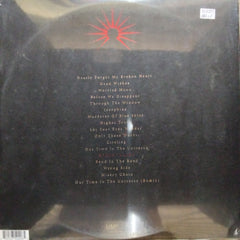 Nearly Forgot My Broken Heart
Dead Wishes
Worried Moon
Before We Disappear
Through The Window
Josephine
Murderer Of Blue Skies
Higher Truth
Let Your Eyes Wander
Only These Words
Circling
Our Time In The Universe
Bend In The Road
Wrong Side
Misery Chain
Our Time In The Universe (Remix)